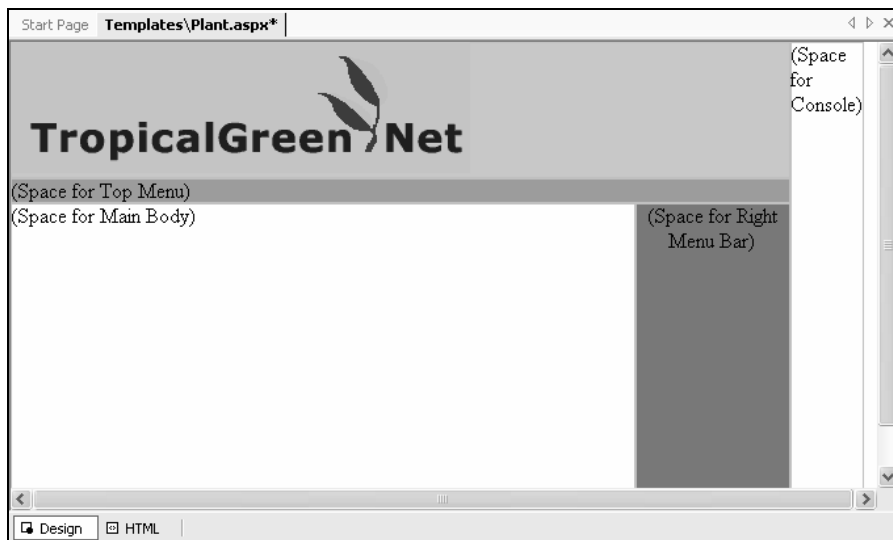 Start Page Templates\Plant.aspx*
(Space
for
Console)
TropicalGreen Net
(Space for Top Menu)
(Space for Main Body)
(Space for Right
Menu Bar)
Design HTML